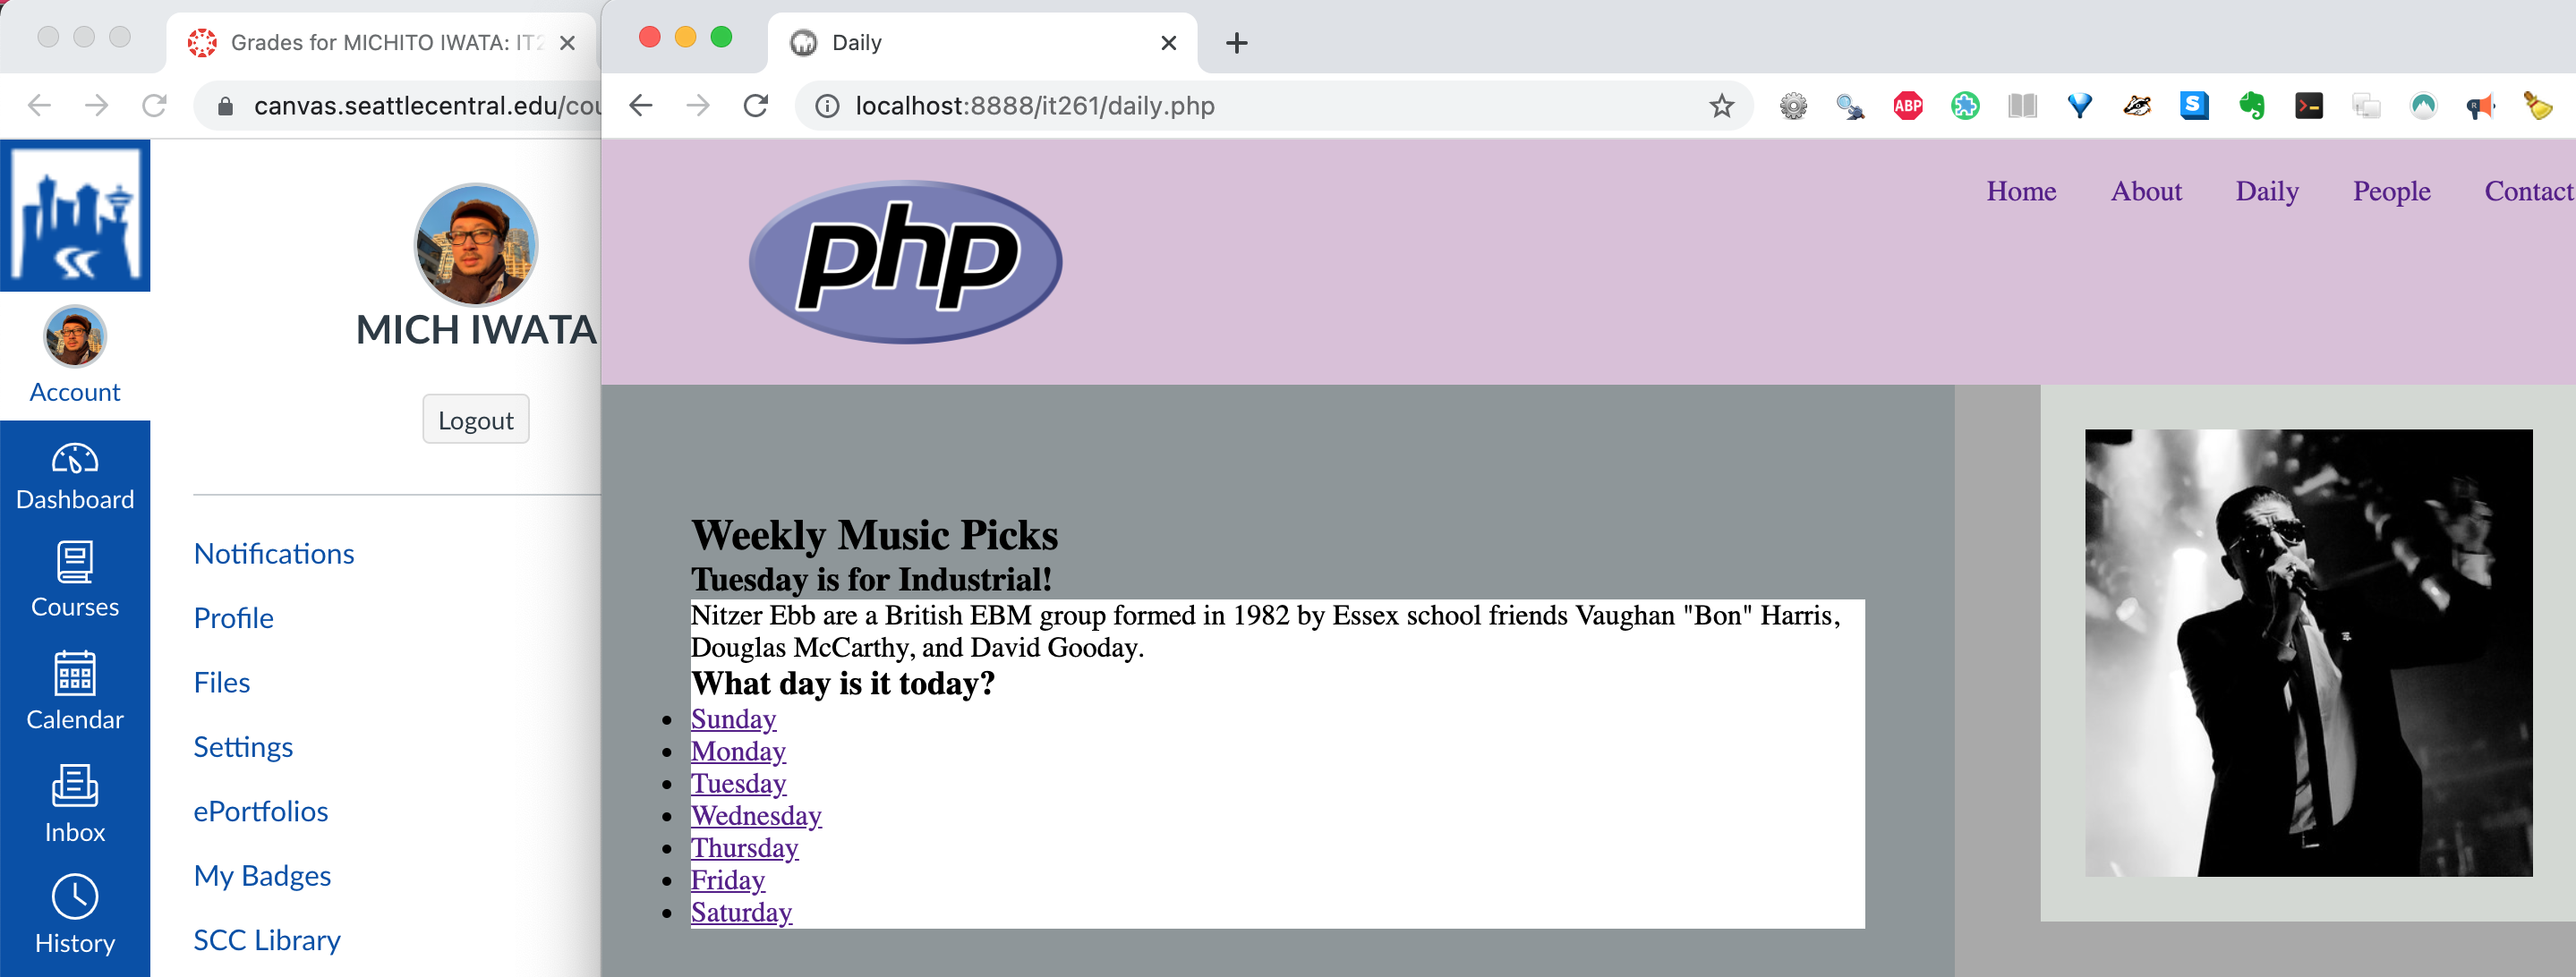 Grades for MICHITO IWATA: IT2
Daily
canvas.seattlecentral.edu/cou
localhost:8888/it261/daily.php
ABP
S
R
MICH IWATA
Logout
Account
Dashboard
Courses
Calendar
Inbox
History
Notifications
Profile
Files
Settings
ePortfolios
My Badges
SCC Library
php
Home
About
Daily
People
Contact
Weekly Music Picks
Tuesday is for Industrial!
Nitzer Ebb are a British EBM group formed in 1982 by Essex school friends Vaughan "Bon" Harris,
Douglas McCarthy, and David Gooday.
What day is it today?
Sunday
Monday
Tuesday
Wednesday
Thursday
Friday
Saturday